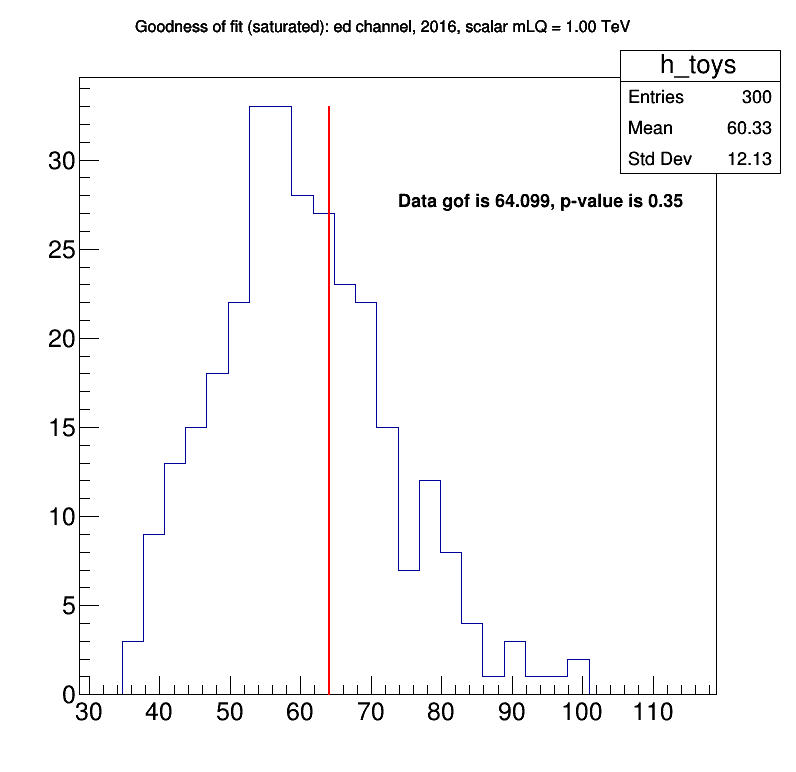 Goodness of fit (saturated): ed channel, 2016, scalar mLQ = 1.00 TeV
h_toys
Entries 300
Mean 60.33
Std Dev 12.13
Data gof is 64.099, p-value is 0.35
30
25
20
15
10
5
0
30 40 50 60 70 80 90 100 110